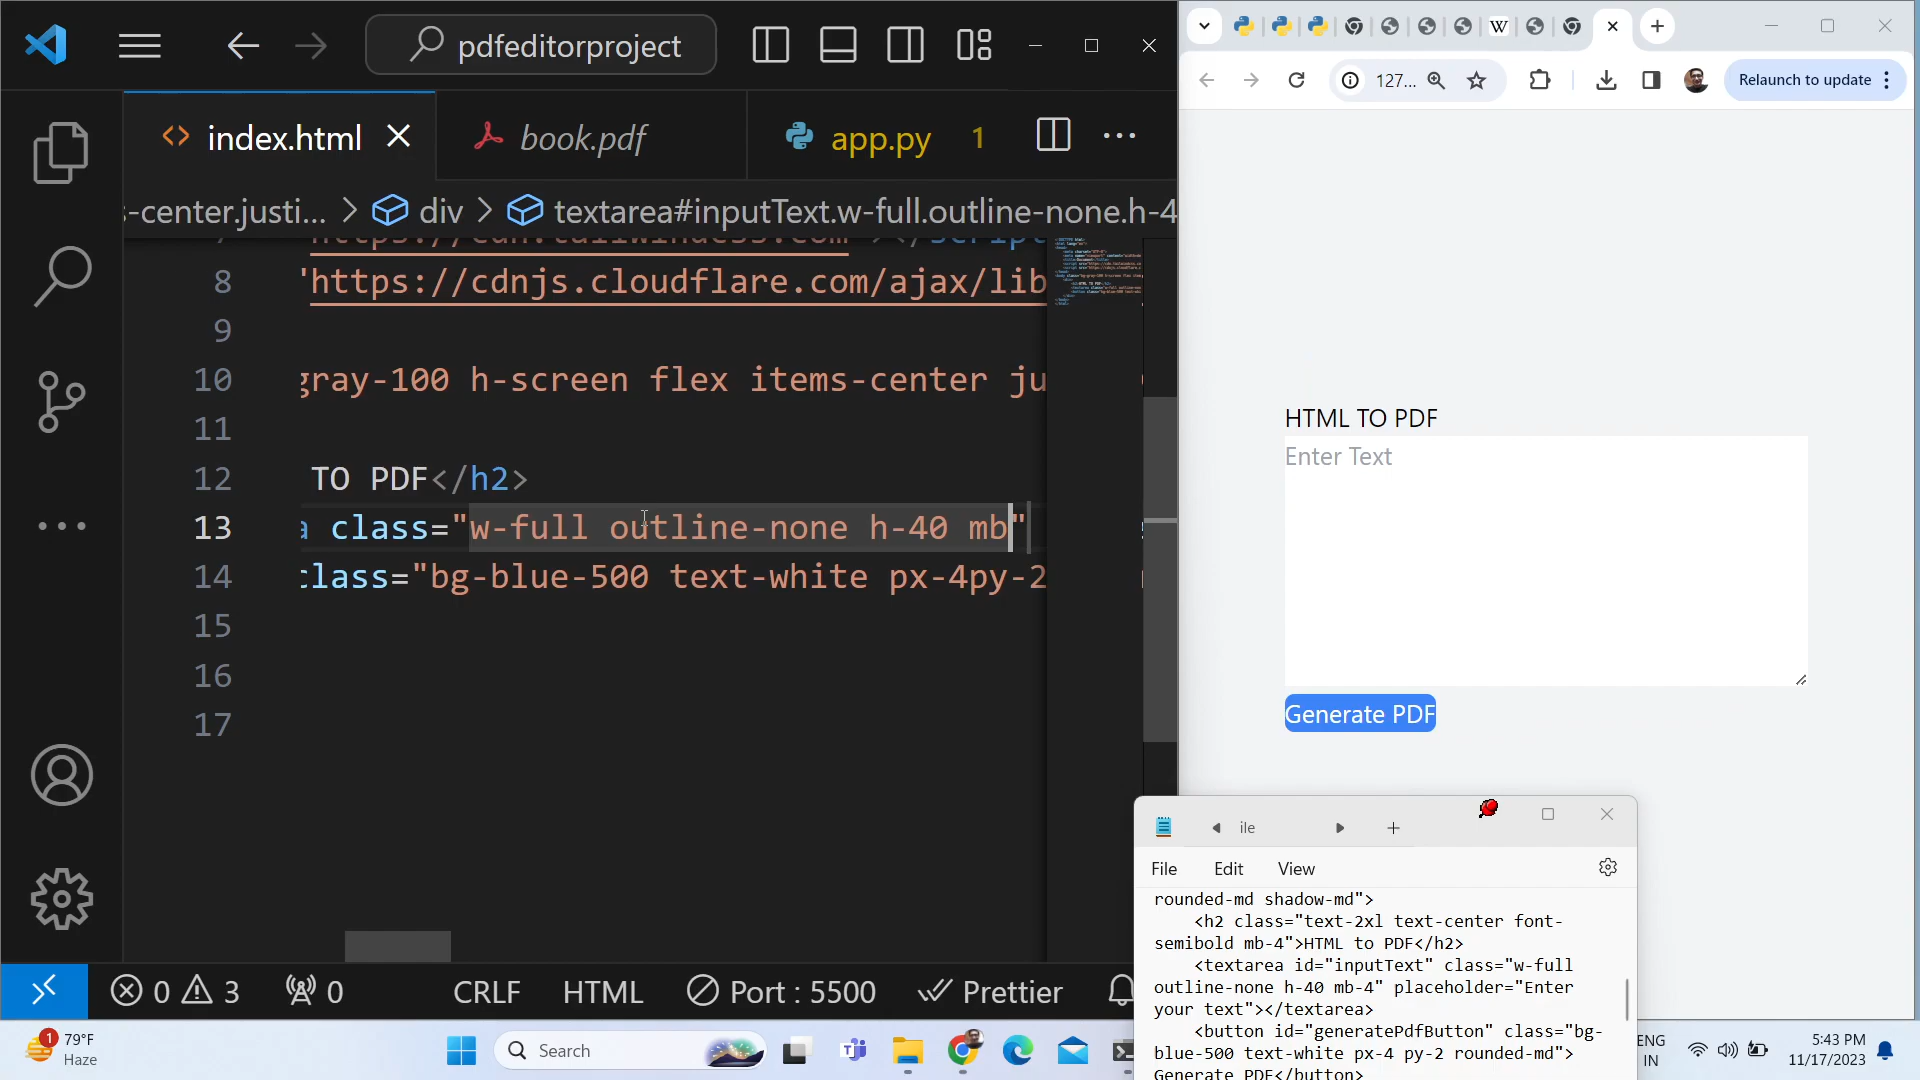 pdfeditorproject
index.html
book.pdf
app.py 1
s-center.justi... > div > textarea#inputText.w-full.outline-none.h-4
7 https://cdn.tailwindcss.com"></script
8 "https://cdnjs.cloudflare.com/ajax/lib
9
10 gray-100 h-screen flex items-center ju
11
12 TO PDF</h2>
13 a class="w-full outline-none h-40 mb"
14 class="bg-blue-500 text-white px-4py-2
15
16
17
0 3 0 CRLF HTML Port : 5500 Prettier
127...
Relaunch to update
HTML TO PDF
Enter Text
Generate PDF
ile
File Edit View
rounded-md shadow-md">
<h2 class="text-2xl text-center font-
semibold mb-4">HTML to PDF</h2>
<textarea id="inputText" class="w-full
outline-none h-40 mb-4" placeholder="Enter
your text"></textarea>
<button id="generatePdfButton" class="bg-
blue-500 text-white px-4 py-2 rounded-md">
Generate PDF</button>
1
79°F
Haze
Search
ENG
IN
5:43 PM
11/17/2023